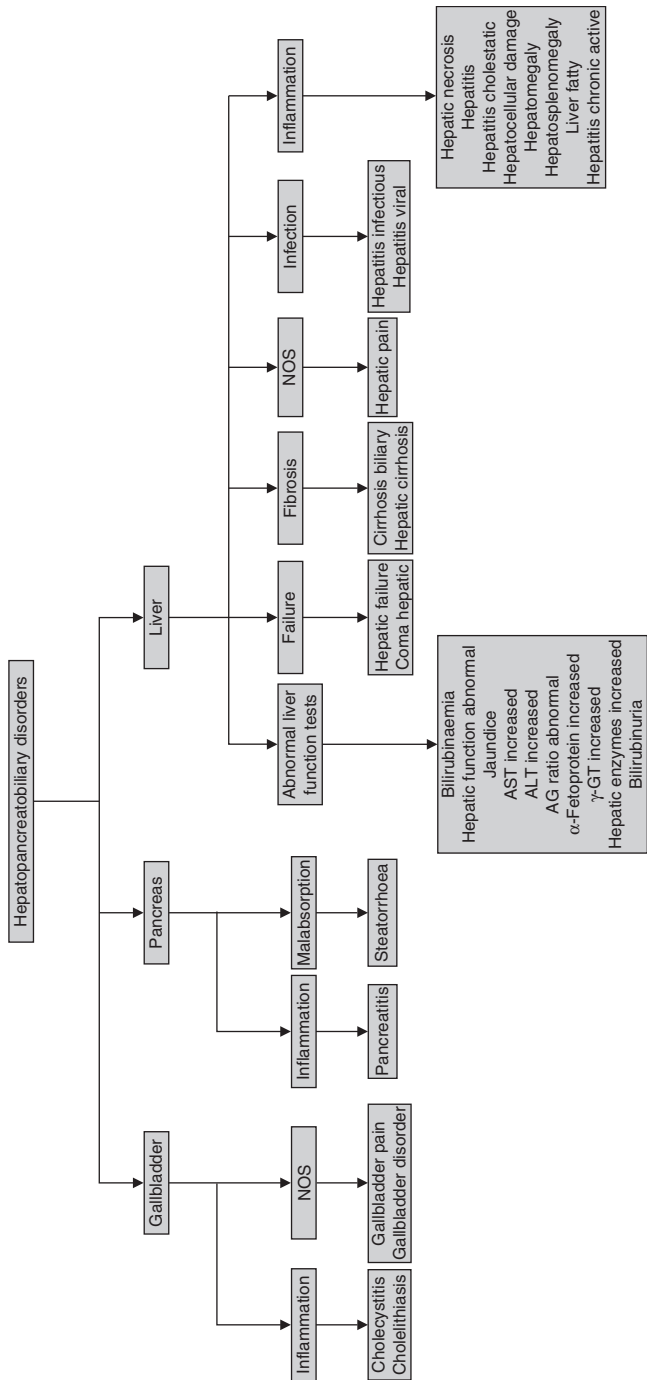 Hepatopancreatobiliary disorders
Gallbladder
Pancreas
Liver
Inflammation
NOS
Inflammation
Malabsorption
Abnormal liver
function tests
Failure
Fibrosis
NOS
Infection
Inflammation
Cholecystitis
Cholelithiasis
Gallbladder pain
Gallbladder disorder
Pancreatitis
Steatorrhoea
Bilirubinaemia
Hepatic function abnormal
Jaundice
AST increased
ALT increased
AG ratio abnormal
α-Fetoprotein increased
γ-GT increased
Hepatic enzymes increased
Bilirubinuria
Hepatic failure
Coma hepatic
Cirrhosis biliary
Hepatic cirrhosis
Hepatic pain
Hepatitis infectious
Hepatitis viral
Hepatic necrosis
Hepatitis
Hepatitis cholestatic
Hepatocellular damage
Hepatomegaly
Hepatosplenomegaly
Liver fatty
Hepatitis chronic active